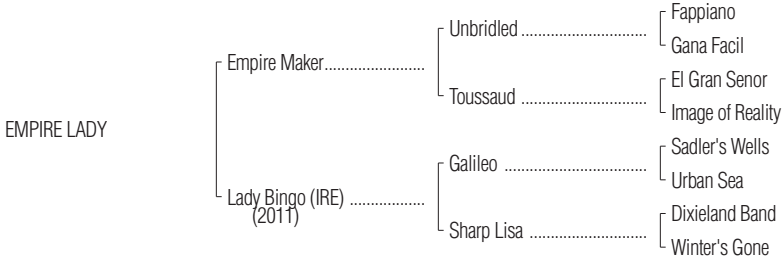 Fappiano
Unbridled ..............................
Gana Facil
Empire Maker........................
El Gran Senor
Toussaud ..............................
Image of Reality
EMPIRE LADY
Sadler's Wells
Galileo ..................................
Urban Sea
Lady Bingo (IRE) ..................
(2011)
Dixieland Band
Sharp Lisa ............................
Winter's Gone